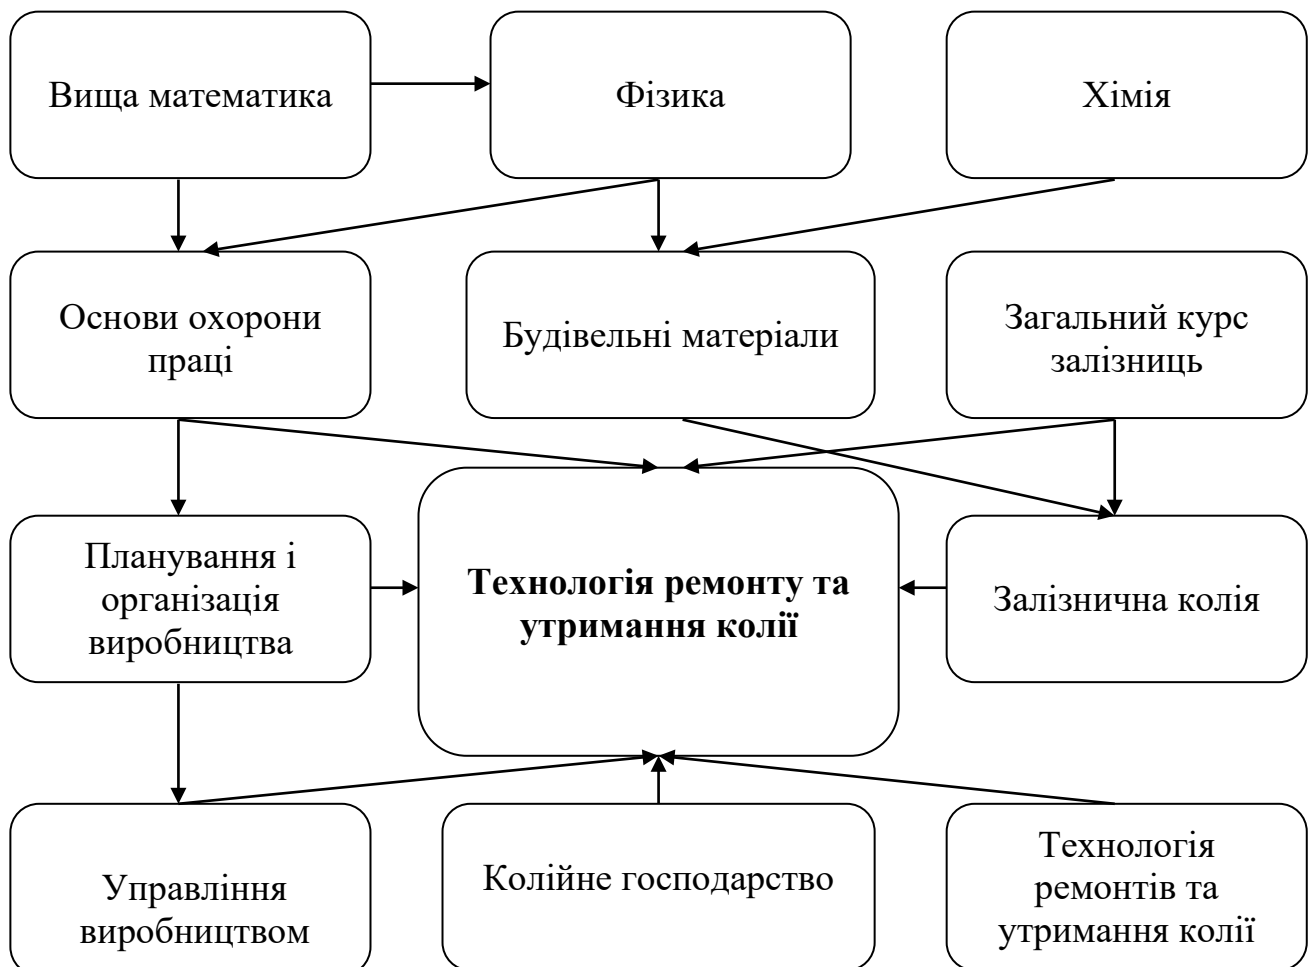 Вища математика
Фізика
Хімія
Основи охорони
праці
Будівельні матеріали
Загальний курс
залізниць
Планування і
організація
виробництва
Технологія ремонту та
утримання колії
Залізнична колія
Управління
виробництвом
Колійне господарство
Технологія
ремонтів та
утримання колії